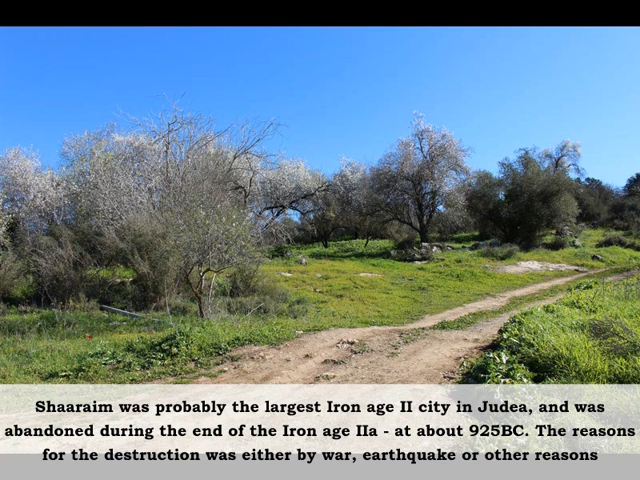 Shaaraim was probably the largest Iron age II city in Judea, and was
abandoned during the end of the Iron age IIa - at about 925BC. The reasons
for the destruction was either by war, earthquake or other reasons